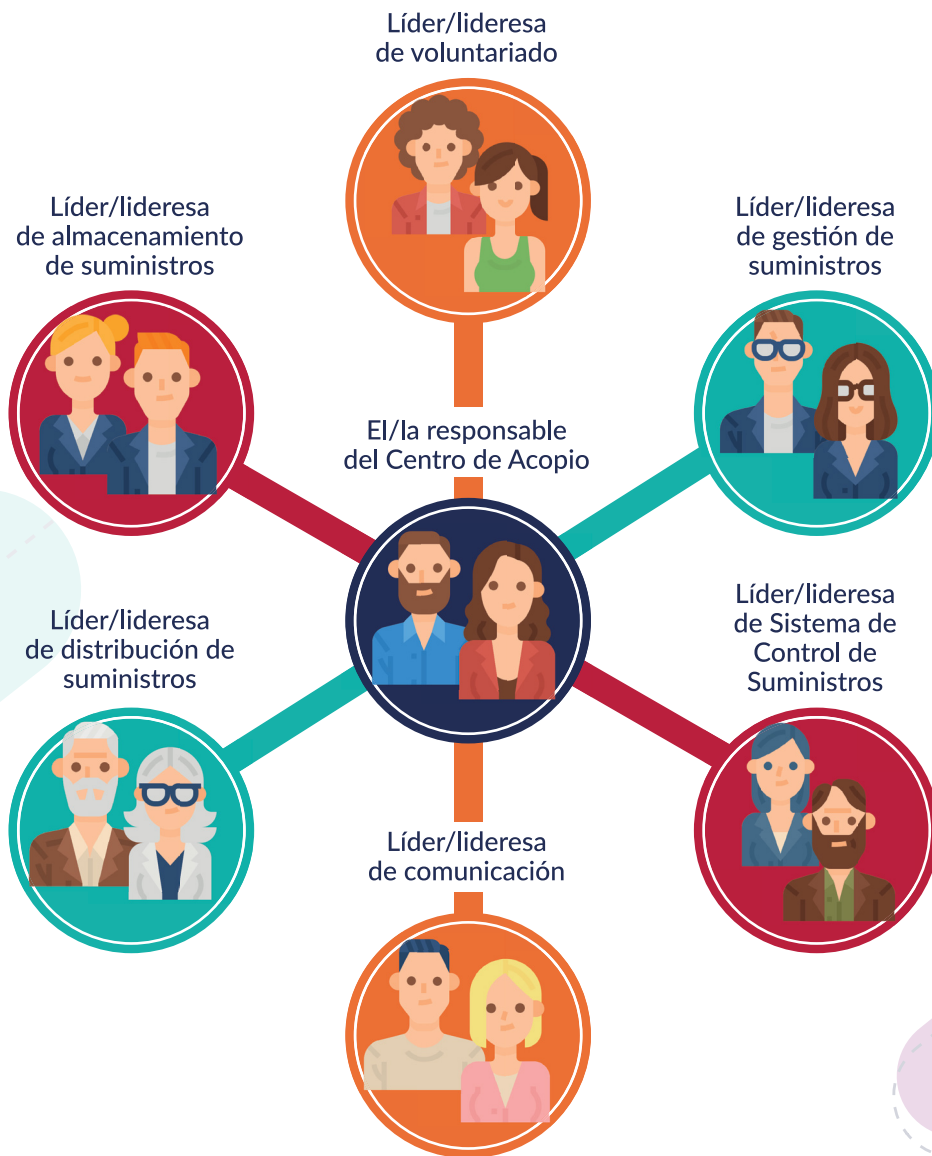 Líder/lideresa
de voluntariado
Líder/lideresa
de almacenamiento
de suministros
Líder/lideresa
de gestión de
suministros
El/la responsable
del Centro de Acopio
Líder/lideresa
de distribución de
suministros
Líder/lideresa
de Sistema de
Control de
Suministros
Líder/lideresa
de comunicación